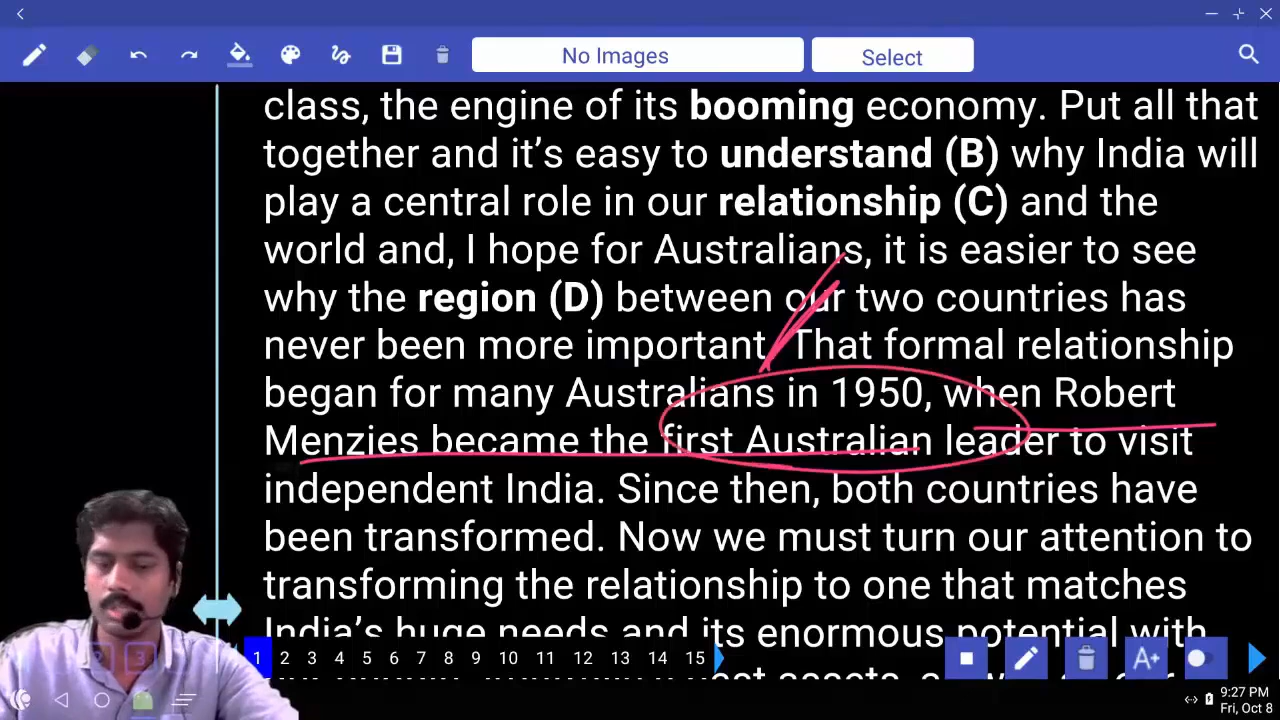 No Images
Select
class, the engine of its booming economy. Put all that
together and it’s easy to understand (B) why India will
play a central role in our relationship (C) and the
world and, I hope for Australians, it is easier to see
why the region (D) between our two countries has
never been more important. That formal relationship
began for many Australians in 1950, when Robert
Menzies became the first Australian leader to visit
independent India. Since then, both countries have
been transformed. Now we must turn our attention to
transforming the relationship to one that matches
India’s huge needs and its enormous potential with
1 2 3 4 5 6 7 8 9 10 11 12 13 14 15
A+
9:27 PM
Fri, Oct 8